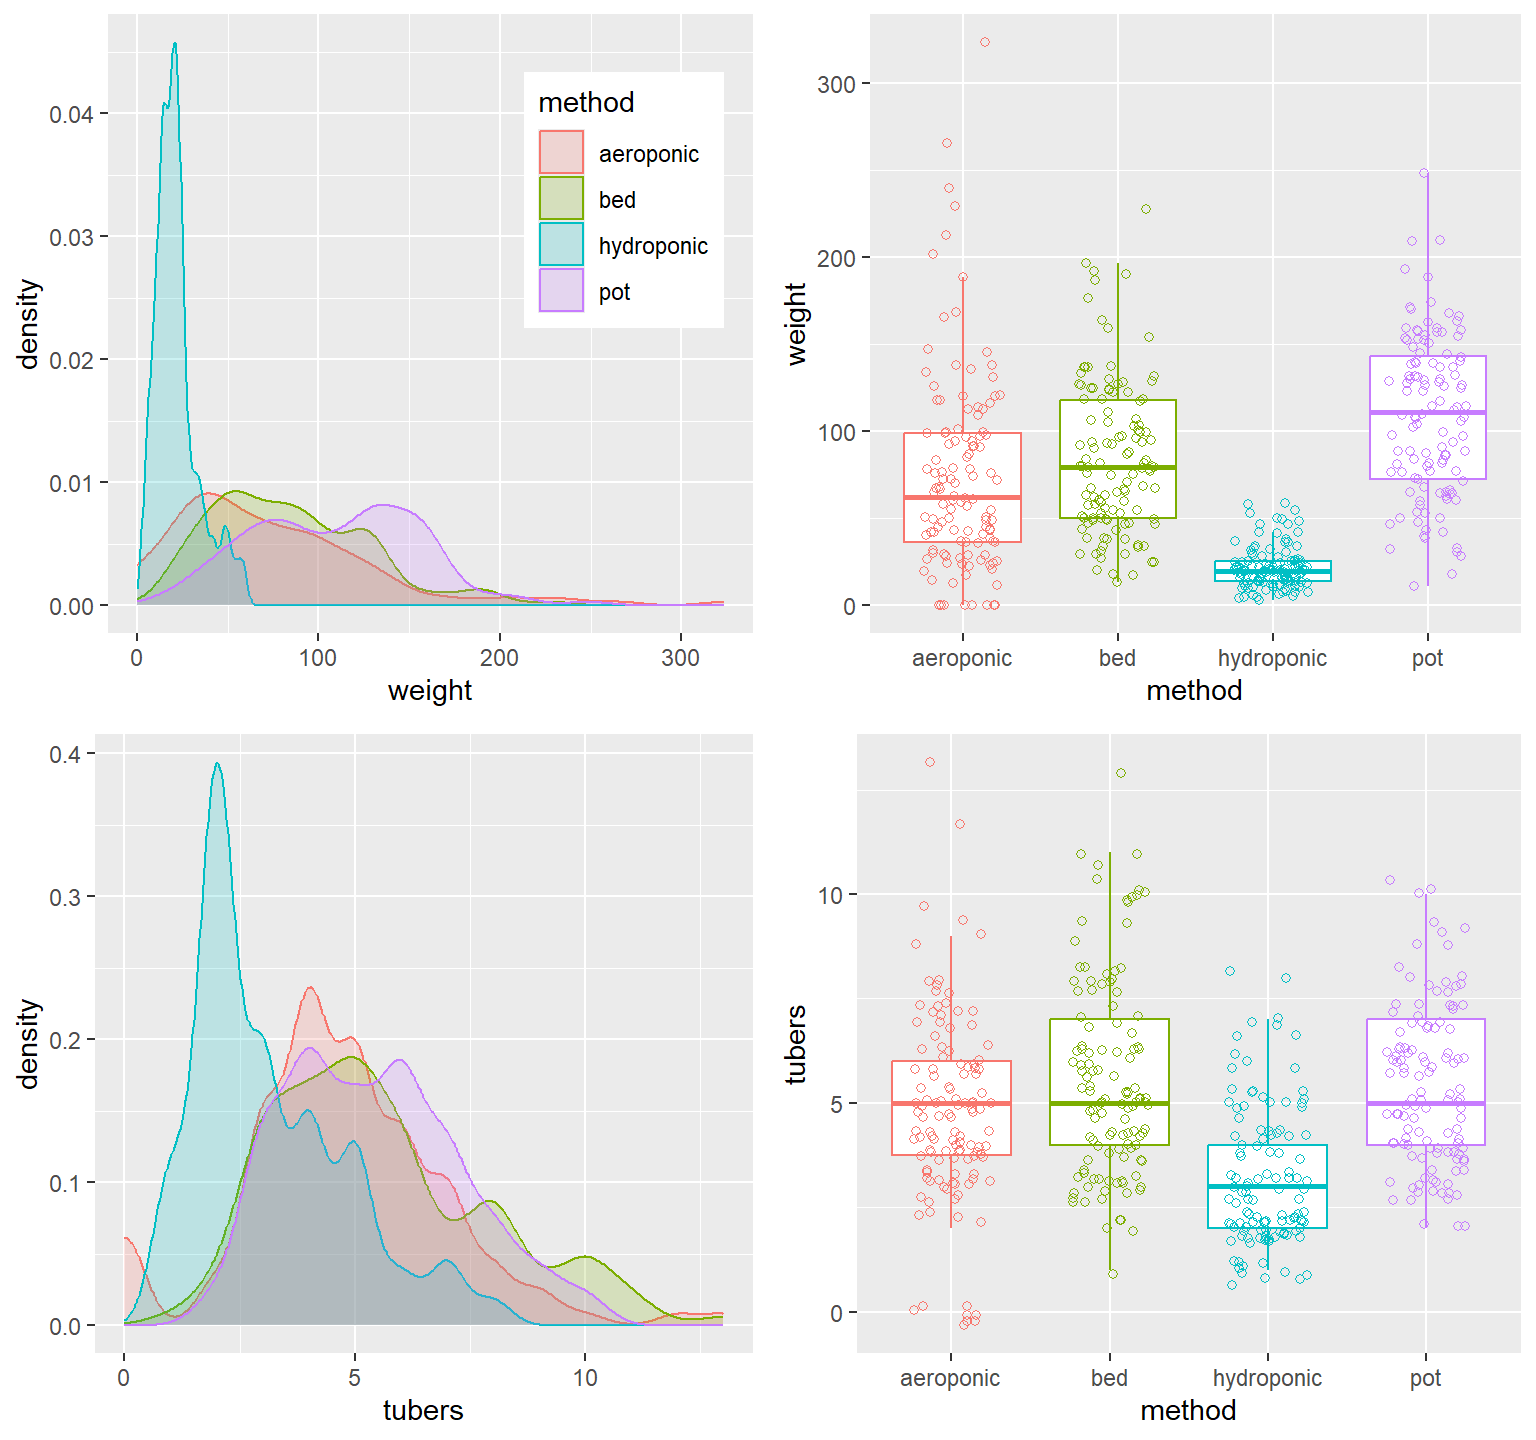 method
aeroponic
bed
hydroponic
pot
density
0.04
0.03
0.02
0.01
0.00
0 100 200 300
weight
weight
300
200
100
0
aeroponic bed hydroponic pot
method
density
0.4
0.3
0.2
0.1
0.0
0 5 10
tubers
tubers
10
5
0
aeroponic bed hydroponic pot
method